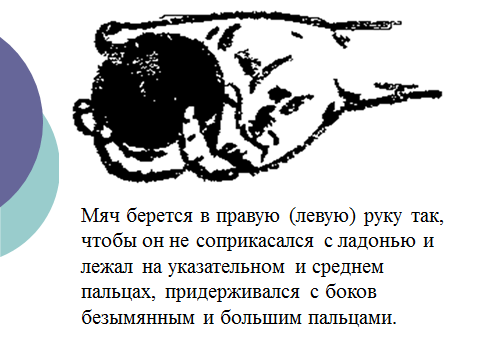 Мяч берется в правую (левую) руку так,
чтобы он не соприкасался с ладонью и
лежал на указательном и среднем
пальцах, придерживался с боков
безымянным и большим пальцами.